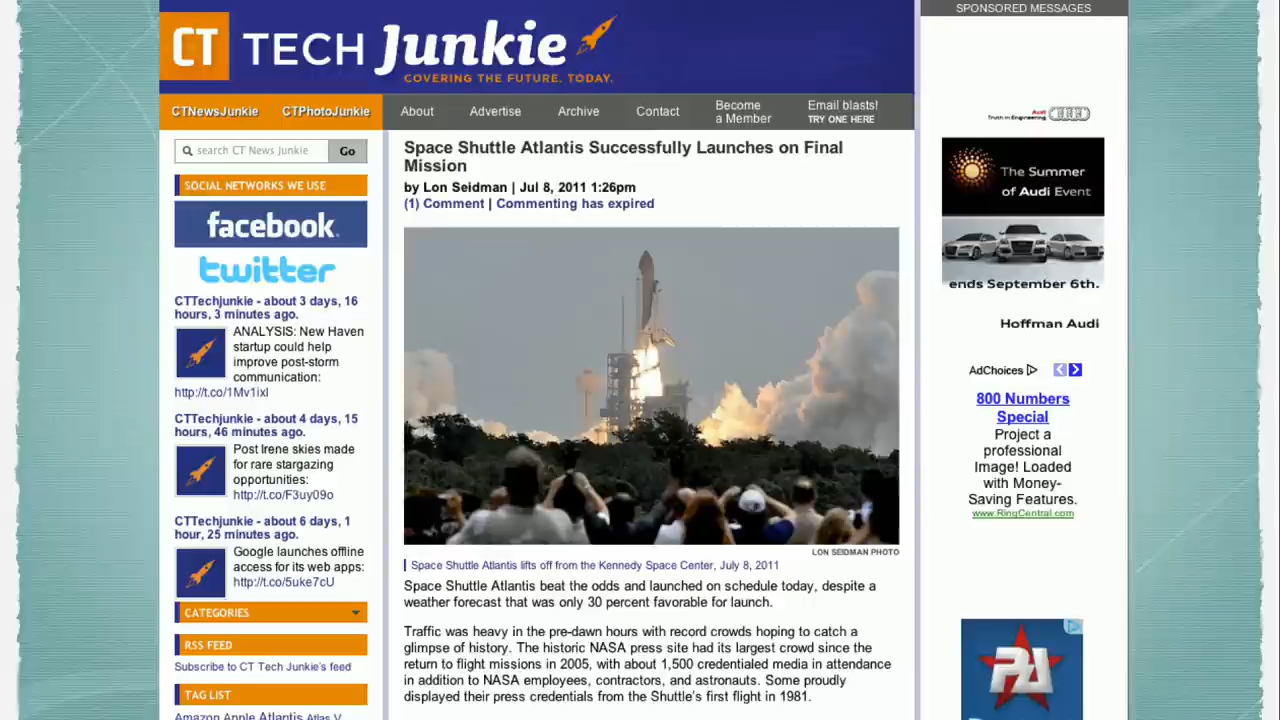 CT TECH Junkie
COVERING THE FUTURE. TODAY.
SPONSORED MESSAGES
CTNewsJunkie CTPhotoJunkie
About Advertise Archive Contact Become a Member Email blasts! TRY ONE HERE
search CT News Junkie Go
SOCIAL NETWORKS WE USE
facebook
twitter
CTTechjunkie - about 3 days, 16
hours, 3 minutes ago.
ANALYSIS: New Haven
startup could help
improve post-storm
communication:
http://t.co/1Mv1ixI
CTTechjunkie - about 4 days, 15
hours, 46 minutes ago.
Post Irene skies made
for rare stargazing
opportunities:
http://t.co/F3uy09o
CTTechjunkie - about 6 days, 1
hour, 25 minutes ago.
Google launches offline
access for its web apps:
http://t.co/5uke7cU
CATEGORIES
RSS FEED
Subscribe to CT Tech Junkie's feed
TAG LIST
Amazon Apple Atlantis Atlas V
Space Shuttle Atlantis Successfully Launches on Final
Mission
by Lon Seidman | Jul 8, 2011 1:26pm
(1) Comment | Commenting has expired
LON SEIDMAN PHOTO
Space Shuttle Atlantis lifts off from the Kennedy Space Center, July 8, 2011
Space Shuttle Atlantis beat the odds and launched on schedule today, despite a
weather forecast that was only 30 percent favorable for launch.
Traffic was heavy in the pre-dawn hours with record crowds hoping to catch a
glimpse of history. The historic NASA press site had its largest crowd since the
return to flight missions in 2005, with about 1,500 credentialed media in attendance
in addition to NASA employees, contractors, and astronauts. Some proudly
displayed their press credentials from the Shuttle's first flight in 1981.
Audi
Truth in Engineering
The Summer
of Audi Event
ends September 6th.
Hoffman Audi
AdChoices
800 Numbers
Special
Project a
professional
Image! Loaded
with Money-
Saving Features.
www.RingCentral.com